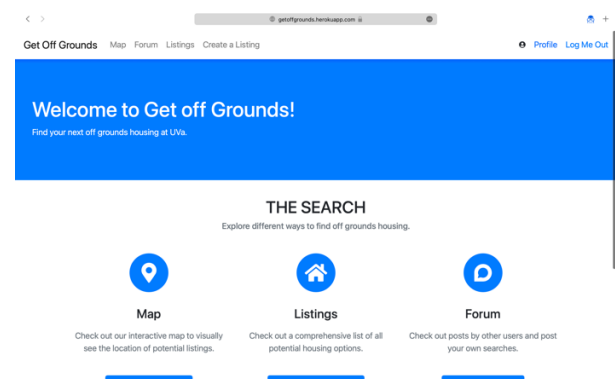 getoffgrounds.herokuapp.com
Get Off Grounds Map Forum Listings Create a Listing Profile Log Me Out
Welcome to Get off Grounds!
Find your next off grounds housing at UVa.
THE SEARCH
Explore different ways to find off grounds housing.
Map
Check out our interactive map to visually
see the location of potential listings.
Listings
Check out a comprehensive list of all
potential housing options.
Forum
Check out posts by other users and post
your own searches.